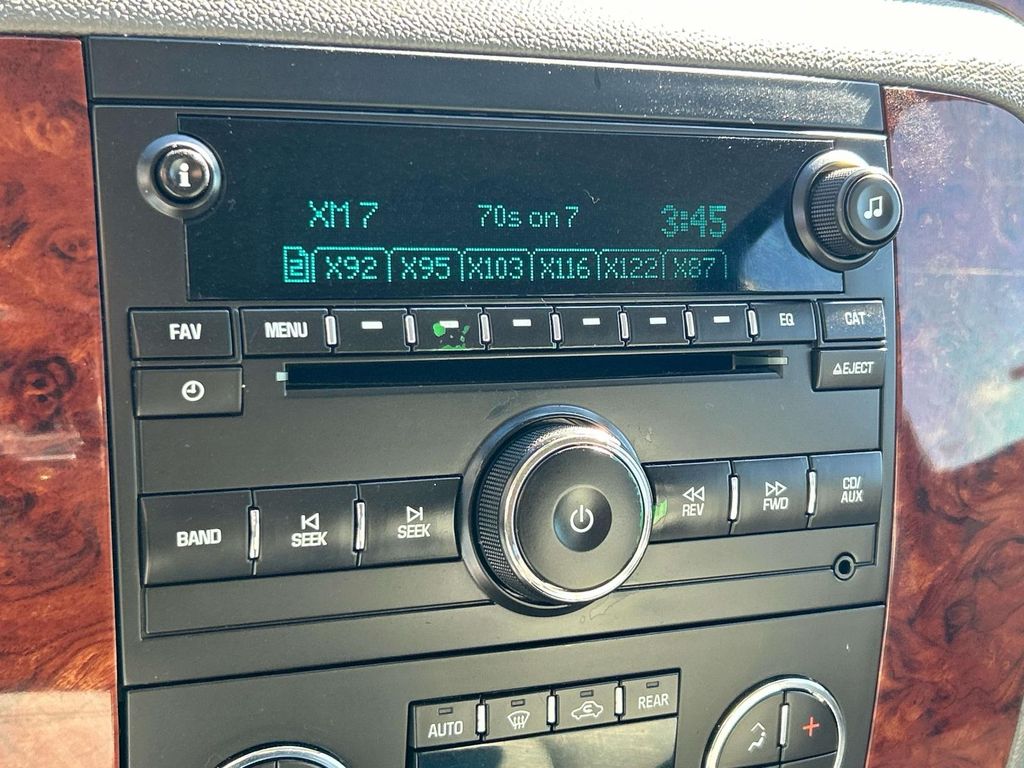 i
XM 7 70s on 7 3:45
2 X92 X95 X103 X116 X122 X87
FAV MENU EQ CAT
EJECT
BAND SEEK SEEK REV FWD CD/
AUX
AUTO REAR
+